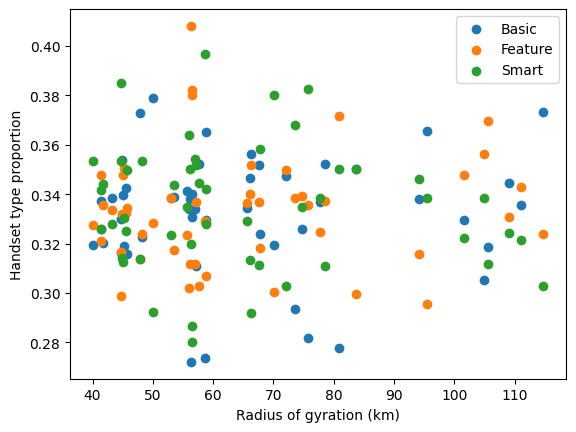 Basic
Feature
Smart
0.40
0.38
0.36
0.34
0.32
0.30
0.28
Handset type proportion
40 50 60 70 80 90 100 110
Radius of gyration (km)